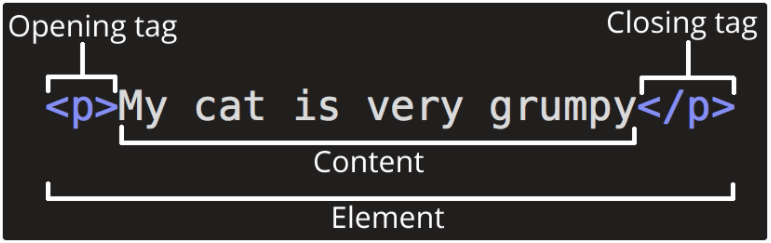 Opening tag
Closing tag
<p>My cat is very grumpy</p>
Content
Element